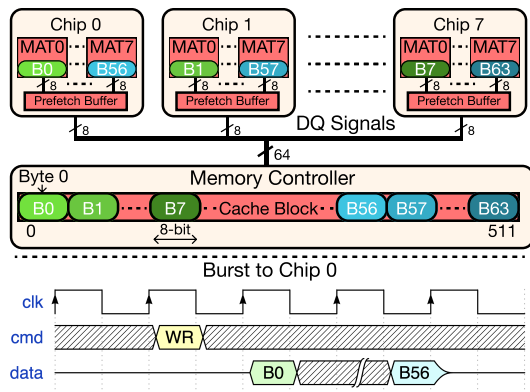 Chip 0 Chip 1 Chip 7
MAT0 MAT7 MAT0 MAT7 MAT0 MAT7
B0 B56 B1 B57 B7 B63
8 8 8 8 8 8
Prefetch Buffer Prefetch Buffer Prefetch Buffer
8 8 DQ Signals 8
64
Memory Controller
Byte 0
B0 B1 B7 Cache Block B56 B57 B63
0 8-bit 511
Burst to Chip 0
clk
cmd WR
data B0 B56